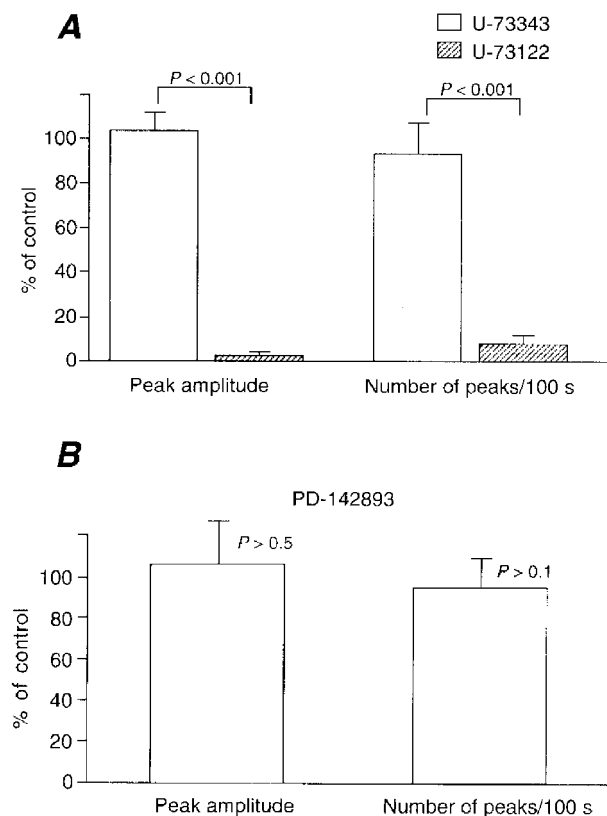 A
U-73343
U-73122
P < 0.001
P < 0.001
% of control
100
80
60
40
20
0
Peak amplitude
Number of peaks/100 s
B
PD-142893
P > 0.5
P > 0.1
% of control
100
80
60
40
20
0
Peak amplitude
Number of peaks/100 s